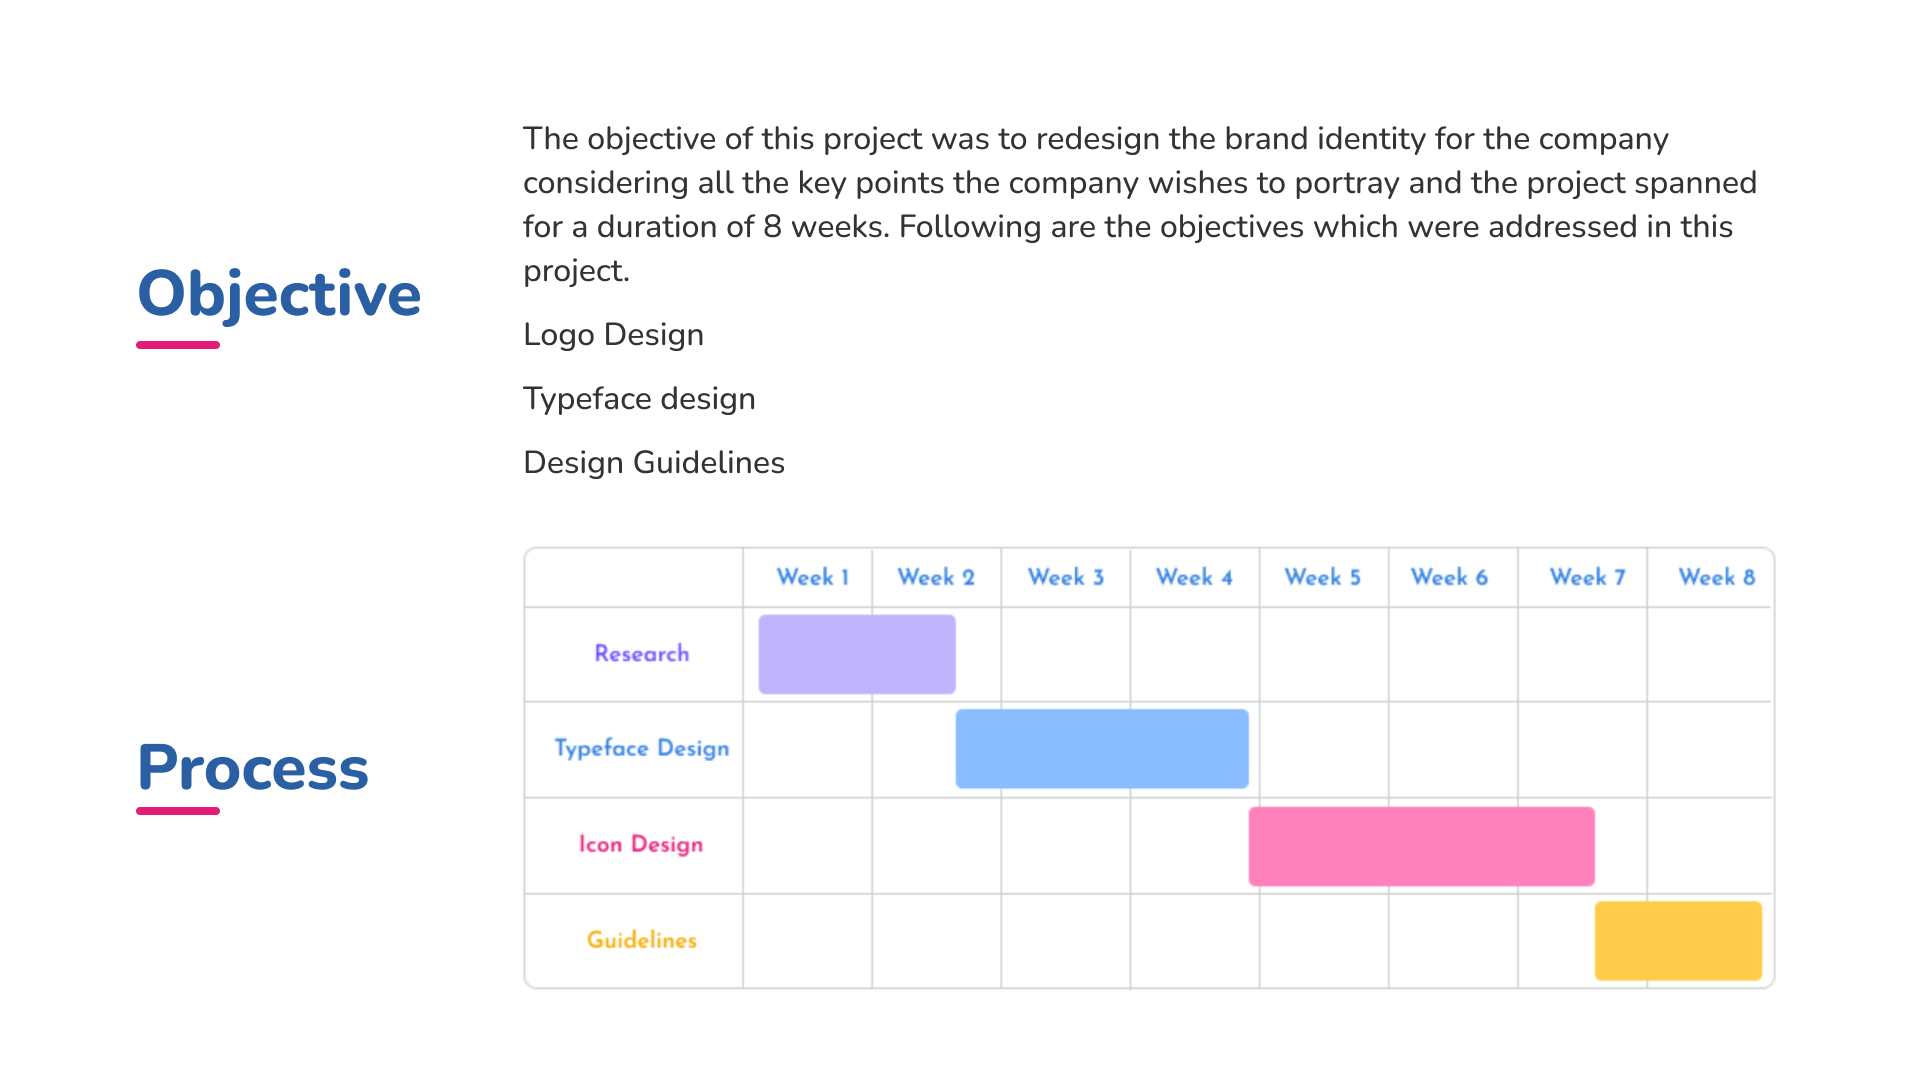 Objective
The objective of this project was to redesign the brand identity for the company
considering all the key points the company wishes to portray and the project spanned
for a duration of 8 weeks. Following are the objectives which were addressed in this
project.
Logo Design
Typeface design
Design Guidelines
Process
Week 1 Week 2 Week 3 Week 4 Week 5 Week 6 Week 7 Week 8
Research
Typeface Design
Icon Design
Guidelines